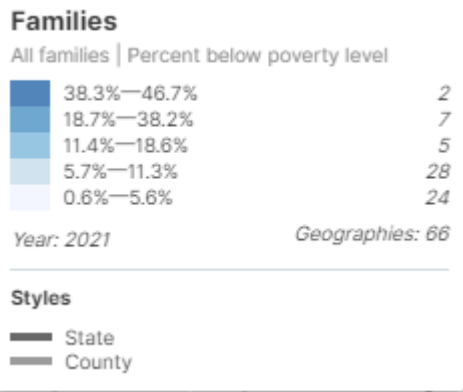 Families
All families | Percent below poverty level
38.3%—46.7% 2
18.7%—38.2% 7
11.4%—18.6% 5
5.7%—11.3% 28
0.6%—5.6% 24
Year: 2021 Geographies: 66
Styles
State
County